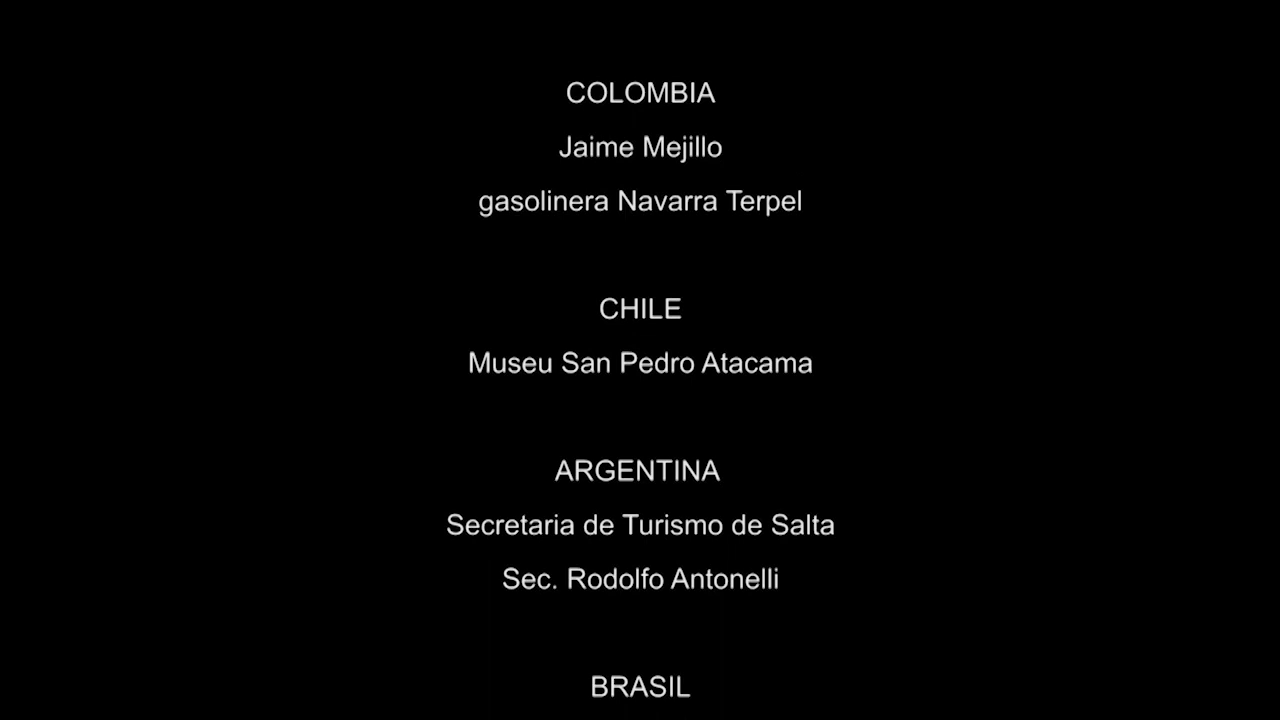 COLOMBIA
Jaime Mejillo
gasolinera Navarra Terpel
CHILE
Museu San Pedro Atacama
ARGENTINA
Secretaria de Turismo de Salta
Sec. Rodolfo Antonelli
BRASIL